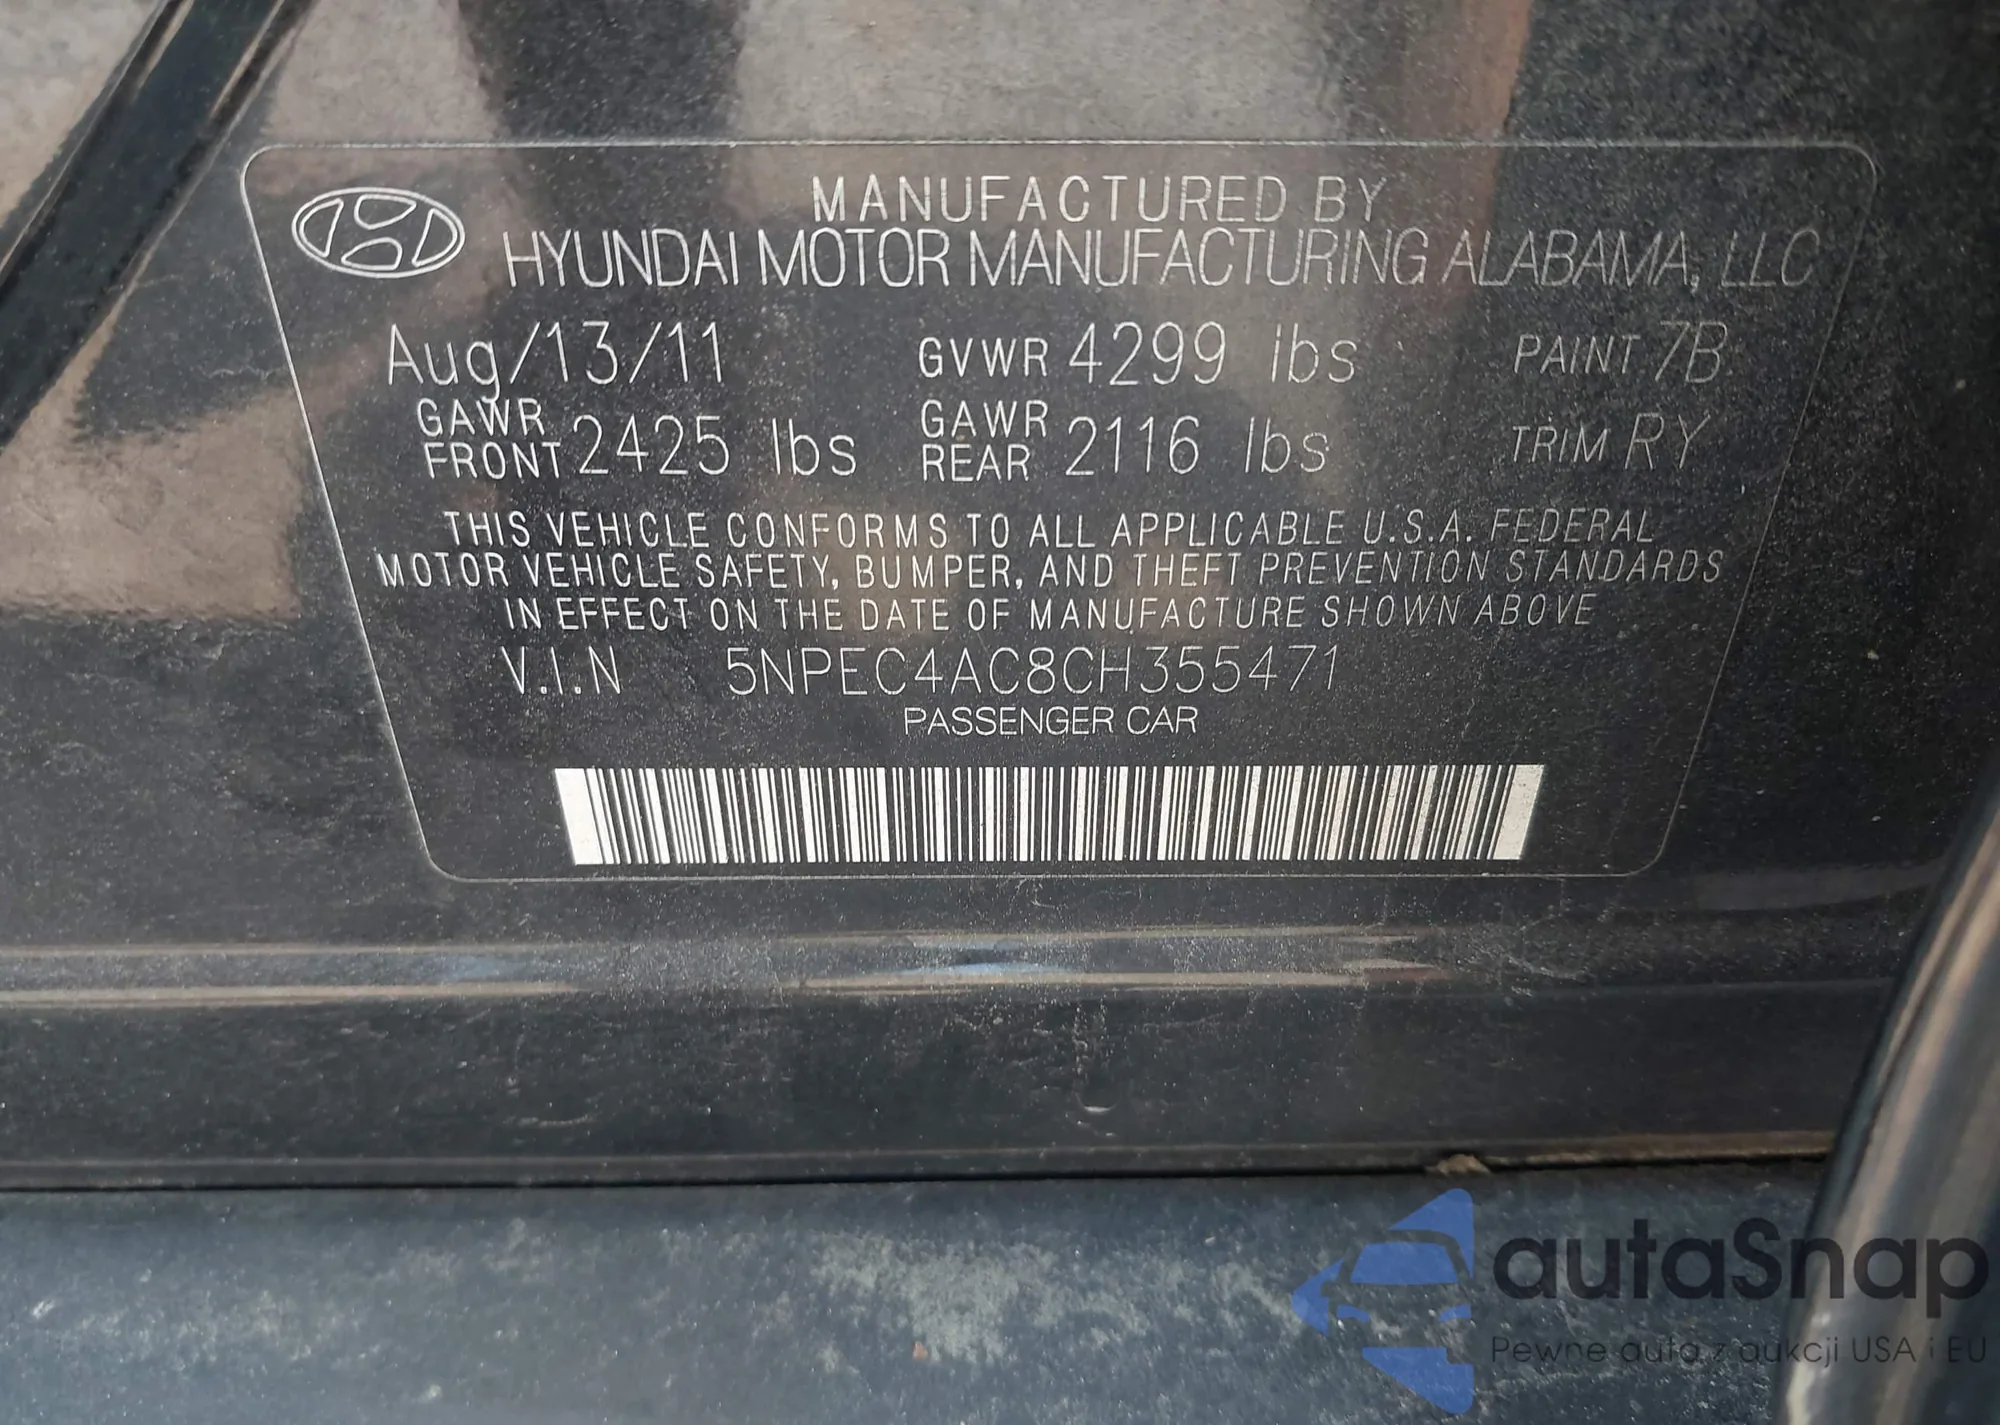 MANUFACTURED BY
HYUNDAI MOTOR MANUFACTURING ALABAMA, LLC
Aug/13/11 GVWR 4299 lbs PAINT 7B
GAWR FRONT 2425 lbs GAWR REAR 2116 lbs TRIM RY
THIS VEHICLE CONFORMS TO ALL APPLICABLE U.S.A. FEDERAL
MOTOR VEHICLE SAFETY, BUMPER, AND THEFT PREVENTION STANDARDS
IN EFFECT ON THE DATE OF MANUFACTURE SHOWN ABOVE
V.I.N 5NPEC4AC8CH355471
PASSENGER CAR
autaSnap
Pewne auta z aukcji USA i EU